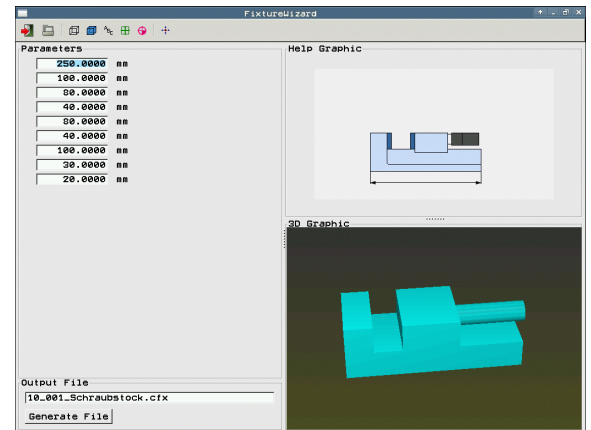 FixtureWizard
Parameters
250.0000 mm
100.0000 mm
80.0000 mm
40.0000 mm
80.0000 mm
40.0000 mm
100.0000 mm
30.0000 mm
20.0000 mm
Help Graphic
3D Graphic
Output File
10_001_Schraubstock.cfx
Generate File